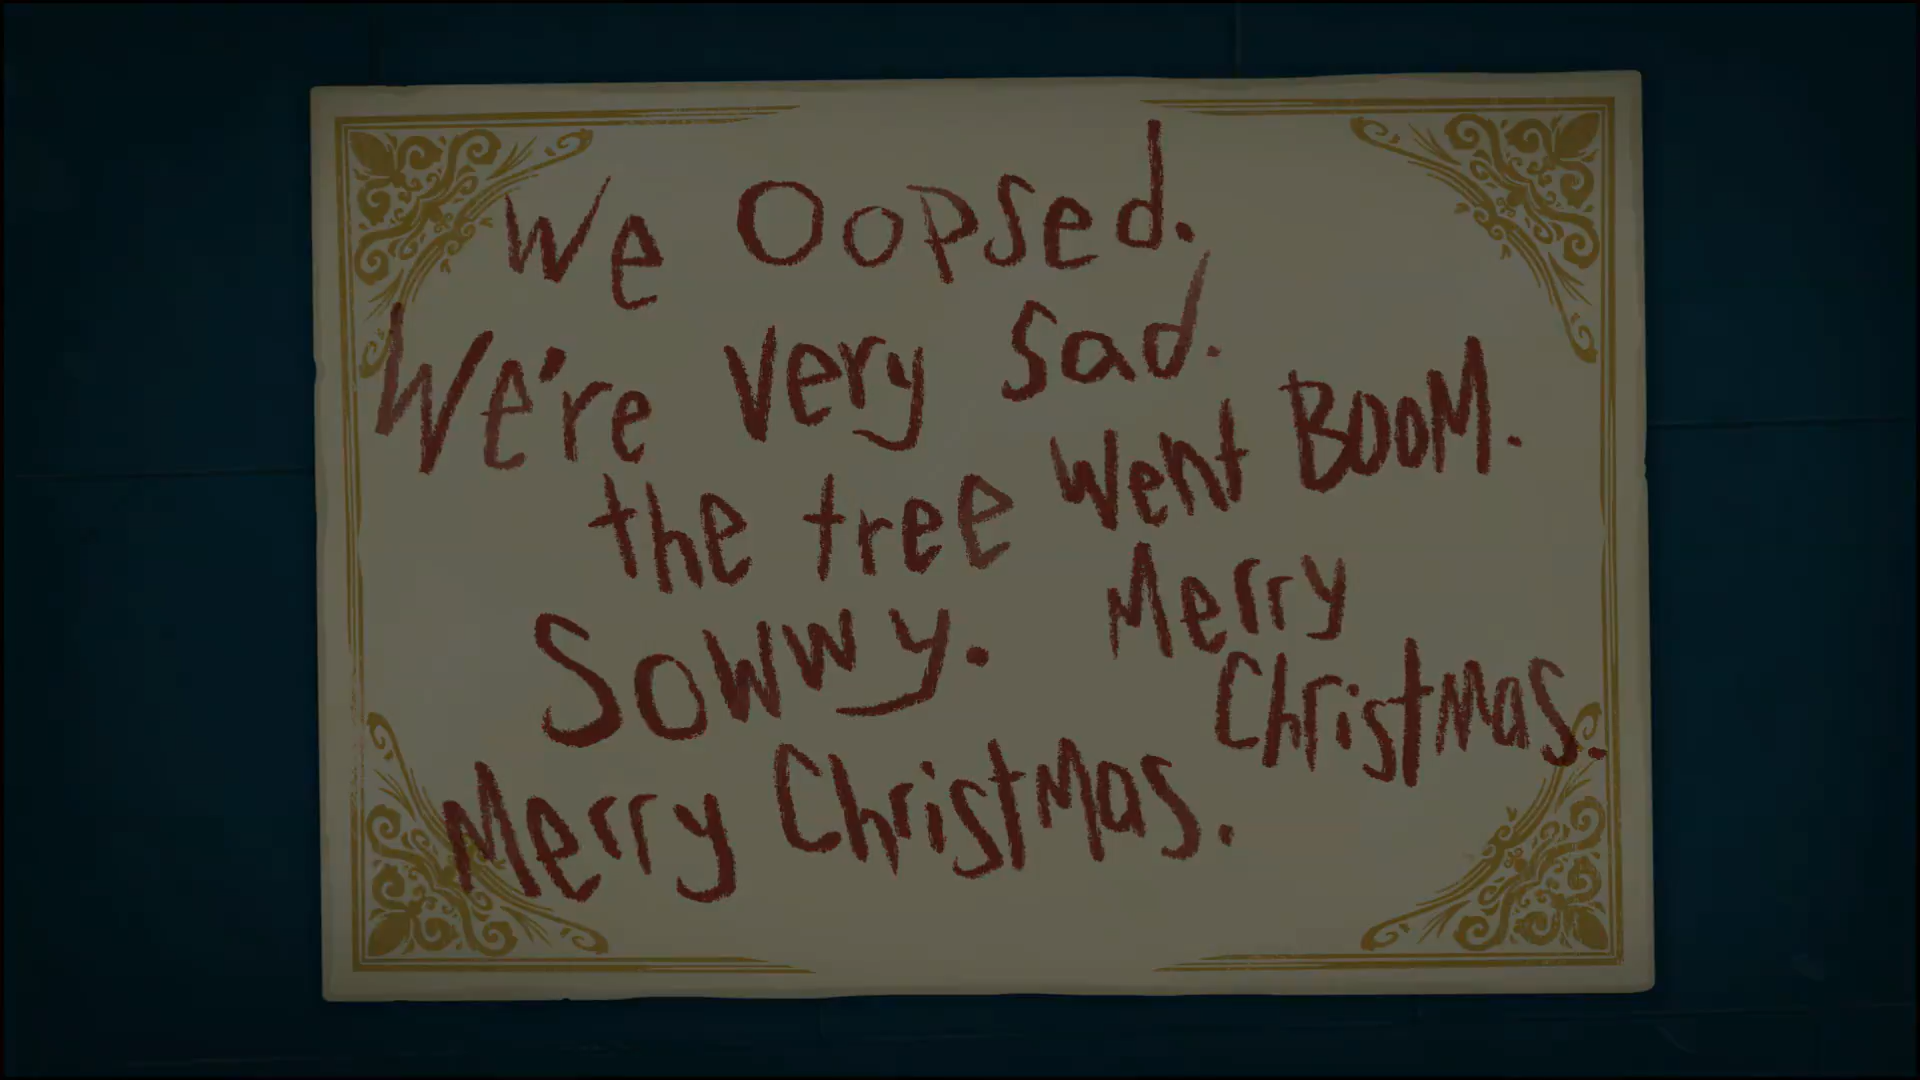 We Oopsed.
We're very sad.
the tree went BOOM.
Sowwy. Merry
Christmas.
Merry Christmas.